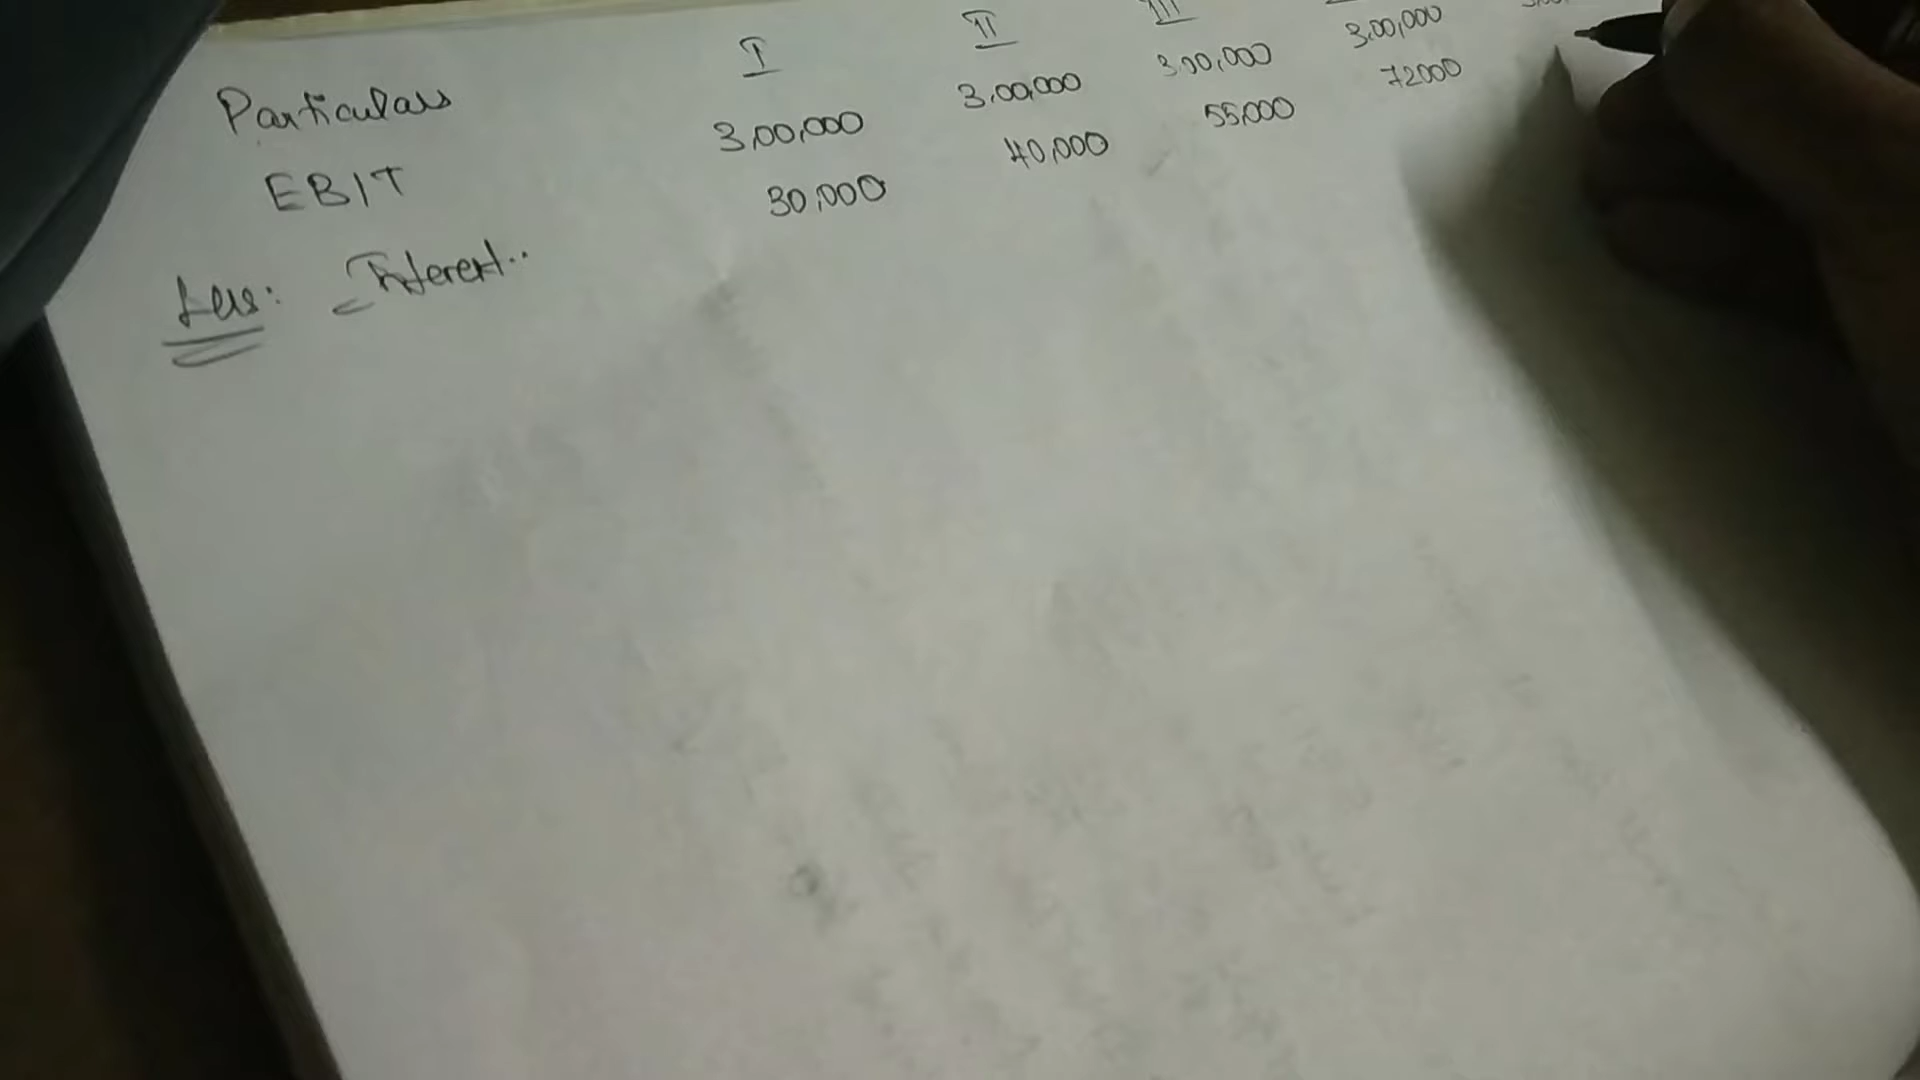 Particulars I II III
EBIT 3,00,000 3,00,000 3,00,000 3,00,000
Less: Interest.. 30,000 40,000 55,000 72000